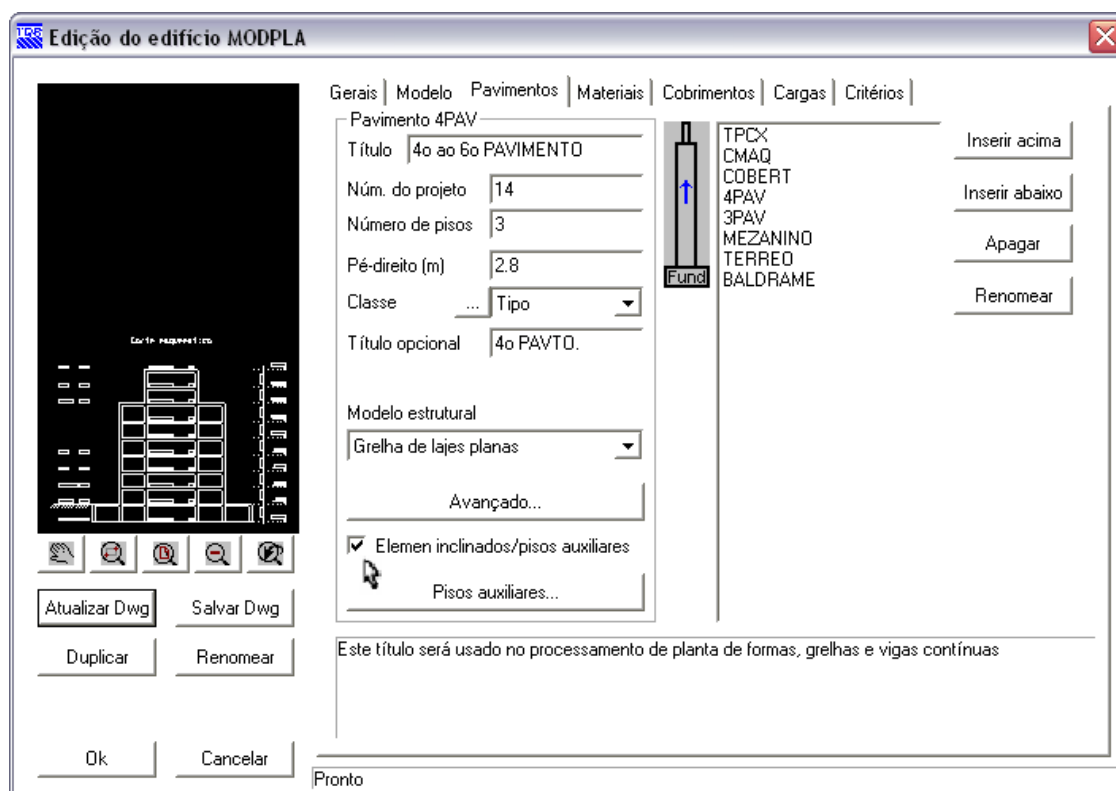 TQS Edição do edifício MODPLA
Gerais Modelo Pavimentos Materiais Cobrimentos Cargas Critérios
Pavimento 4PAV
Título 4o ao 6o PAVIMENTO
Núm. do projeto 14
Número de pisos 3
Pé-direito (m) 2.8
Classe ... Tipo
Título opcional 4o PAVTO.
Modelo estrutural
Grelha de lajes planas
Avançado...
Elemen inclinados/pisos auxiliares
Pisos auxiliares...
Fund
TPCX
CMAQ
COBERT
4PAV
3PAV
MEZANINO
TERREO
BALDRAME
Inserir acima
Inserir abaixo
Apagar
Renomear
Corte esquematico
Atualizar Dwg Salvar Dwg
Duplicar Renomear
Ok Cancelar
Este título será usado no processamento de planta de formas, grelhas e vigas contínuas
Pronto